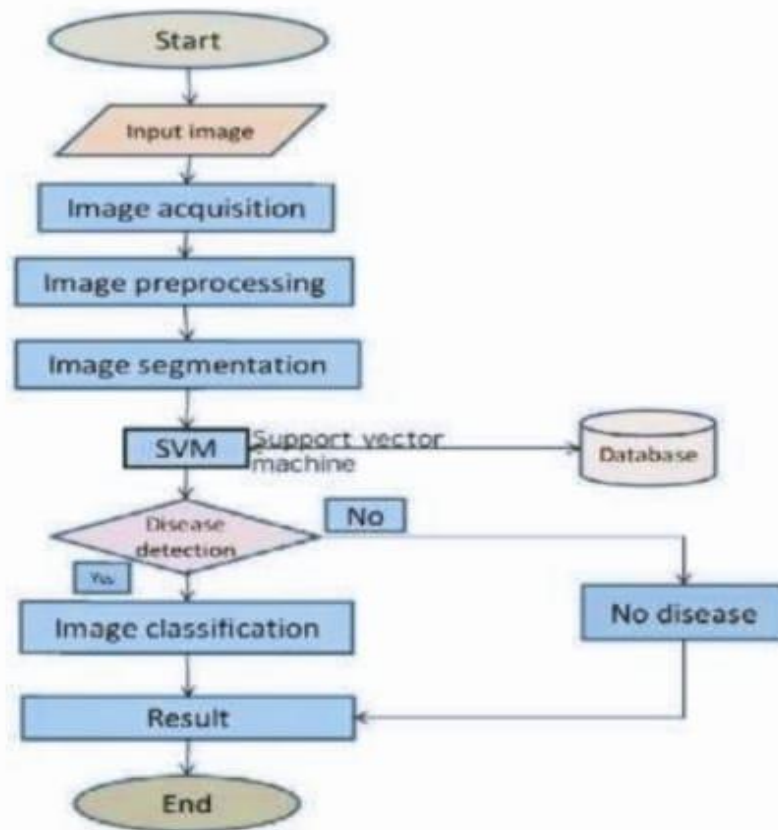 Start
Input image
Image acquisition
Image preprocessing
Image segmentation
SVM
Support vector
machine
Database
Disease
detection
No
Yes
Image classification
No disease
Result
End